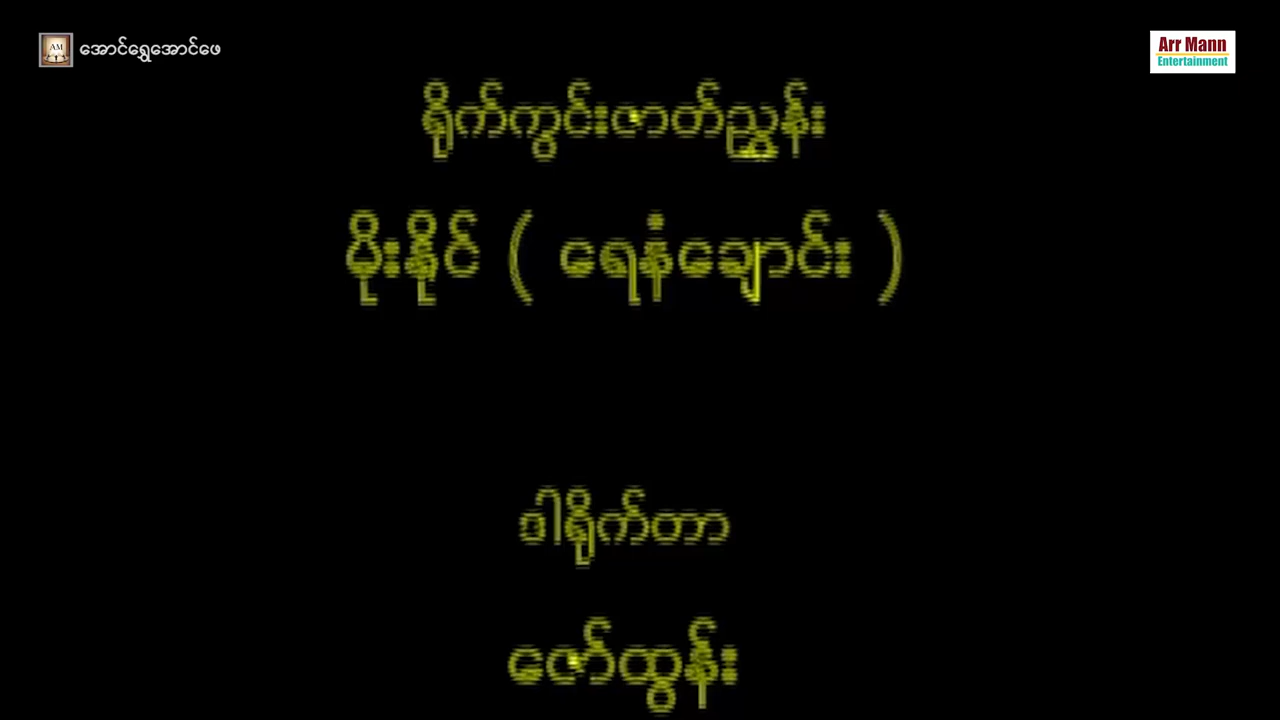 AM
အောင်ရွှေအောင်ဖေ
Arr Mann
Entertainment
ရိုက်ကွင်းဇာတ်ညွှန်း
မိုးနိုင် ( ရေနံချောင်း )
ဒါရိုက်တာ
ဇော်ထွန်း